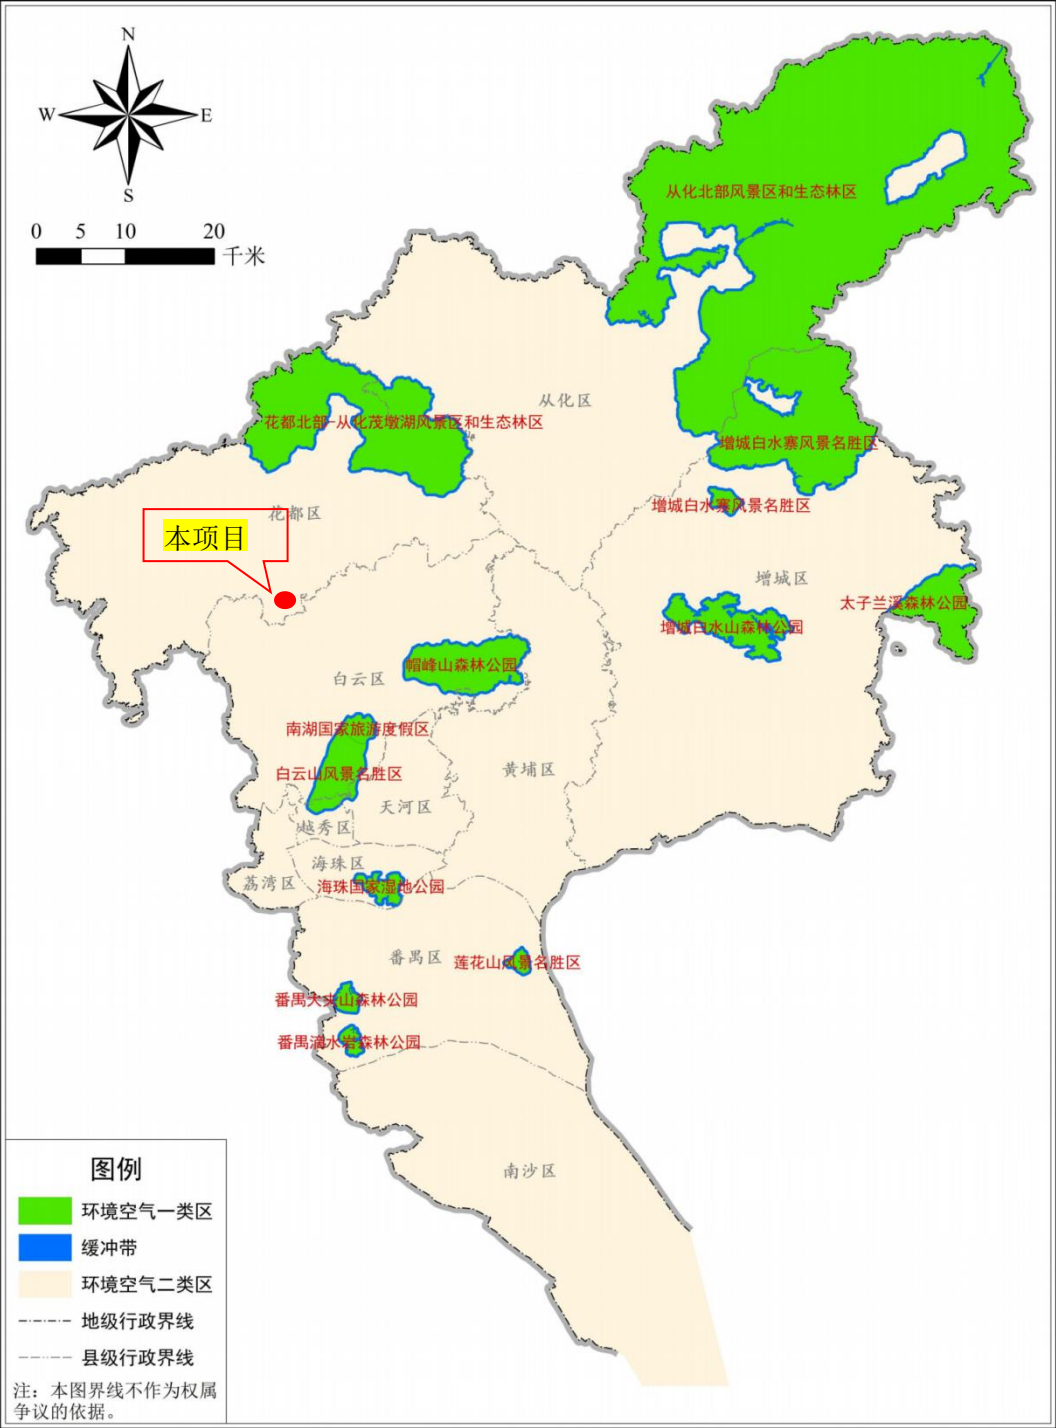 N
W
E
S
0 5 10 20
千米
从化北部风景区和生态林区
从化区
花都北部-从化茂墩湖风景区和生态林区
增城白水寨风景名胜区
增城白水寨风景名胜区
花都区
本项目
增城区
太子兰溪森林公园
增城白水山森林公园
帽峰山森林公园
白云区
南湖国家旅游度假区
黄埔区
白云山风景名胜区
天河区
越秀区
海珠区
荔湾区
海珠国家湿地公园
番禺区
莲花山风景名胜区
番禺大夫山森林公园
番禺滴水岩森林公园
南沙区
图例
环境空气一类区
缓冲带
环境空气二类区
地级行政界线
县级行政界线
注：本图界线不作为权属
争议的依据。